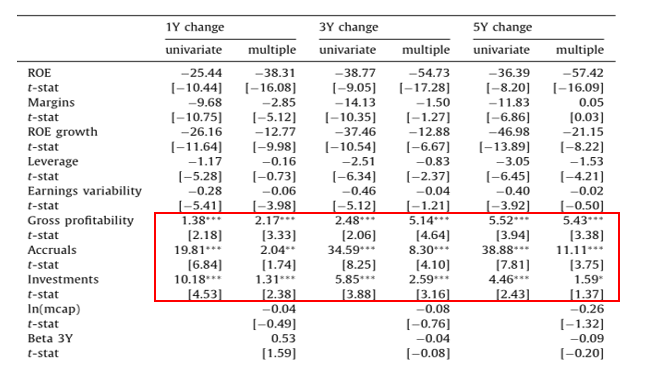 1Y change 3Y change 5Y change
univariate multiple univariate multiple univariate multiple
ROE −25.44 −38.31 −38.77 −54.73 −36.39 −57.42
t-stat [−10.44] [−16.08] [−9.05] [−17.28] [−8.20] [−16.09]
Margins −9.68 −2.85 −14.13 −1.50 −11.83 0.05
t-stat [−10.75] [−5.12] [−10.35] [−1.27] [−6.86] [0.03]
ROE growth −26.16 −12.77 −37.46 −12.88 −46.98 −21.15
t-stat [−11.64] [−9.98] [−10.54] [−6.67] [−13.89] [−8.22]
Leverage −1.17 −0.16 −2.51 −0.83 −3.05 −1.53
t-stat [−5.28] [−0.73] [−6.34] [−2.37] [−6.45] [−4.21]
Earnings variability −0.28 −0.06 −0.46 −0.04 −0.40 −0.02
t-stat [−5.41] [−3.98] [−5.12] [−1.21] [−3.92] [−0.50]
Gross profitability 1.38*** 2.17*** 2.48*** 5.14*** 5.52*** 5.43***
t-stat [2.18] [3.33] [2.06] [4.64] [3.94] [3.38]
Accruals 19.81*** 2.04** 34.59*** 8.30*** 38.88*** 11.11***
t-stat [6.84] [1.74] [8.25] [4.10] [7.81] [3.75]
Investments 10.18*** 1.31*** 5.85*** 2.59*** 4.46*** 1.59*
t-stat [4.53] [2.38] [3.88] [3.16] [2.43] [1.37]
ln(mcap) −0.04 −0.08 −0.26
t-stat [−0.49] [−0.76] [−1.32]
Beta 3Y 0.53 −0.04 −0.09
t-stat [1.59] [−0.08] [−0.20]